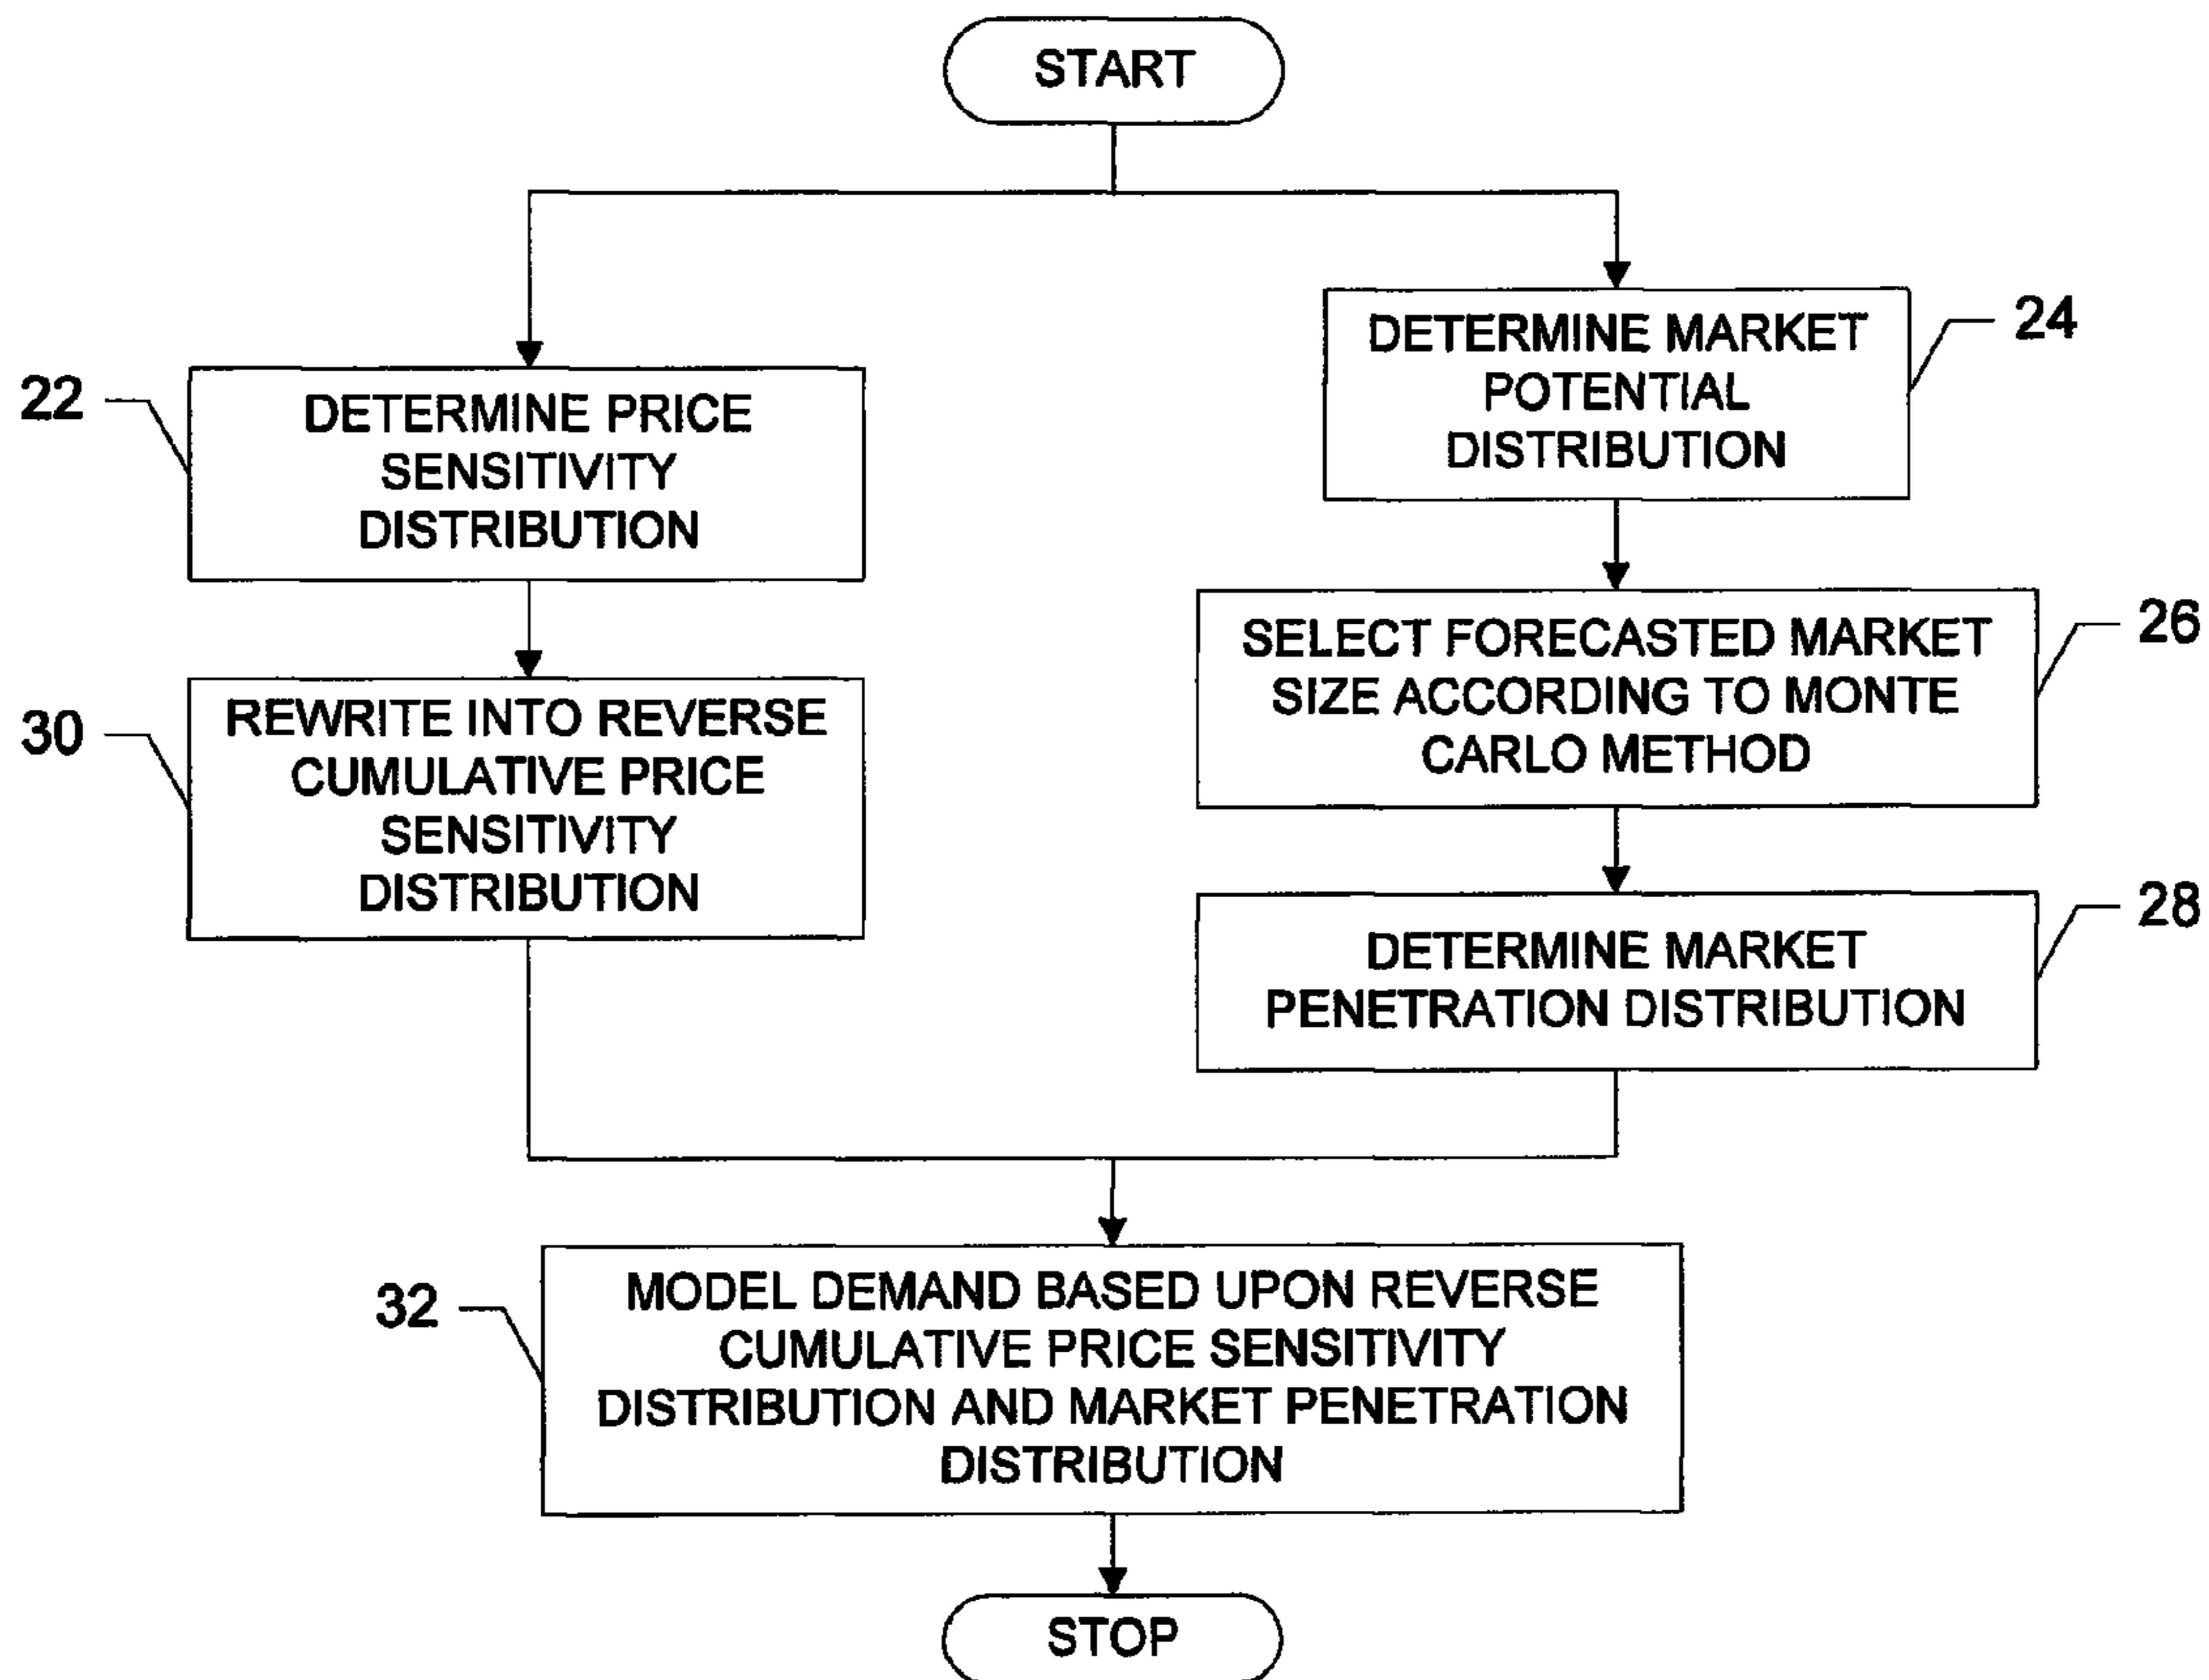 START
24
DETERMINE MARKET
POTENTIAL
DISTRIBUTION
22
DETERMINE PRICE
SENSITIVITY
DISTRIBUTION
26
SELECT FORECASTED MARKET
SIZE ACCORDING TO MONTE
CARLO METHOD
30
REWRITE INTO REVERSE
CUMULATIVE PRICE
SENSITIVITY
DISTRIBUTION
28
DETERMINE MARKET
PENETRATION DISTRIBUTION
32
MODEL DEMAND BASED UPON REVERSE
CUMULATIVE PRICE SENSITIVITY
DISTRIBUTION AND MARKET PENETRATION
DISTRIBUTION
STOP